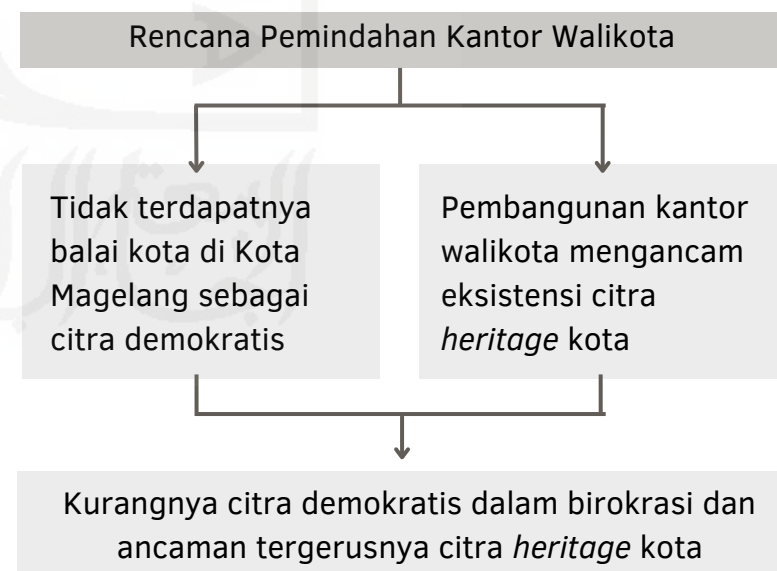 Rencana Pemindahan Kantor Walikota
Tidak terdapatnya
balai kota di Kota
Magelang sebagai
citra demokratis
Pembangunan kantor
walikota mengancam
eksistensi citra
heritage kota
Kurangnya citra demokratis dalam birokrasi dan
ancaman tergerusnya citra heritage kota